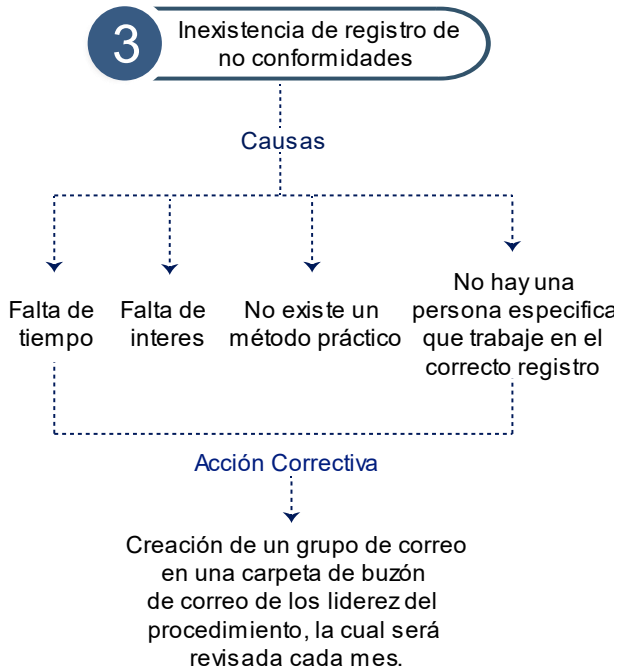 3
Inexistencia de registro de
no conformidades
Causas
Falta de
tiempo
Falta de
interes
No existe un
método práctico
No hay una
persona especifica
que trabaje en el
correcto registro
Acción Correctiva
Creación de un grupo de correo
en una carpeta de buzón
de correo de los liderez del
procedimiento, la cual será
revisada cada mes.